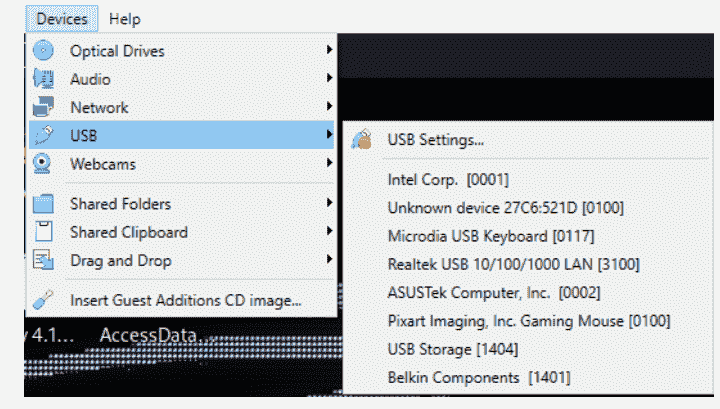 Devices Help
Optical Drives
Audio
Network
USB
Webcams
Shared Folders
Shared Clipboard
Drag and Drop
Insert Guest Additions CD image...
USB Settings...
Intel Corp. [0001]
Unknown device 27C6:521D [0100]
Microdia USB Keyboard [0117]
Realtek USB 10/100/1000 LAN [3100]
ASUSTek Computer, Inc. [0002]
Pixart Imaging, Inc. Gaming Mouse [0100]
USB Storage [1404]
Belkin Components [1401]
4.1... AccessData...